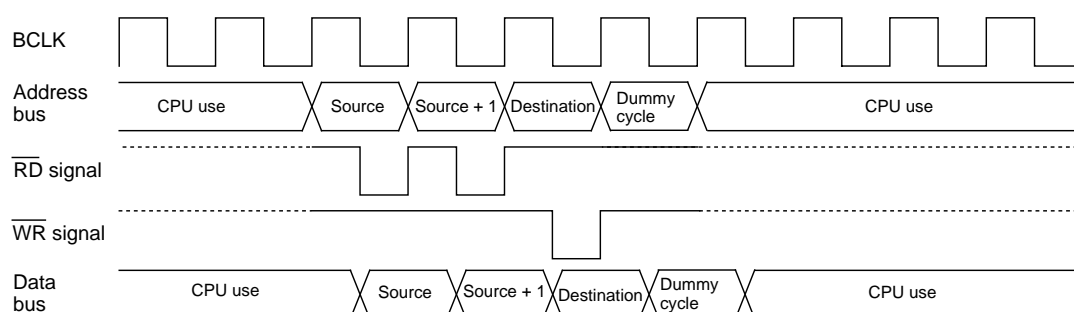 BCLK
Address
bus
CPU use
Source
Source + 1
Destination
Dummy
cycle
CPU use
RD signal
WR signal
Data
bus
CPU use
Source
Source + 1
Destination
Dummy
cycle
CPU use